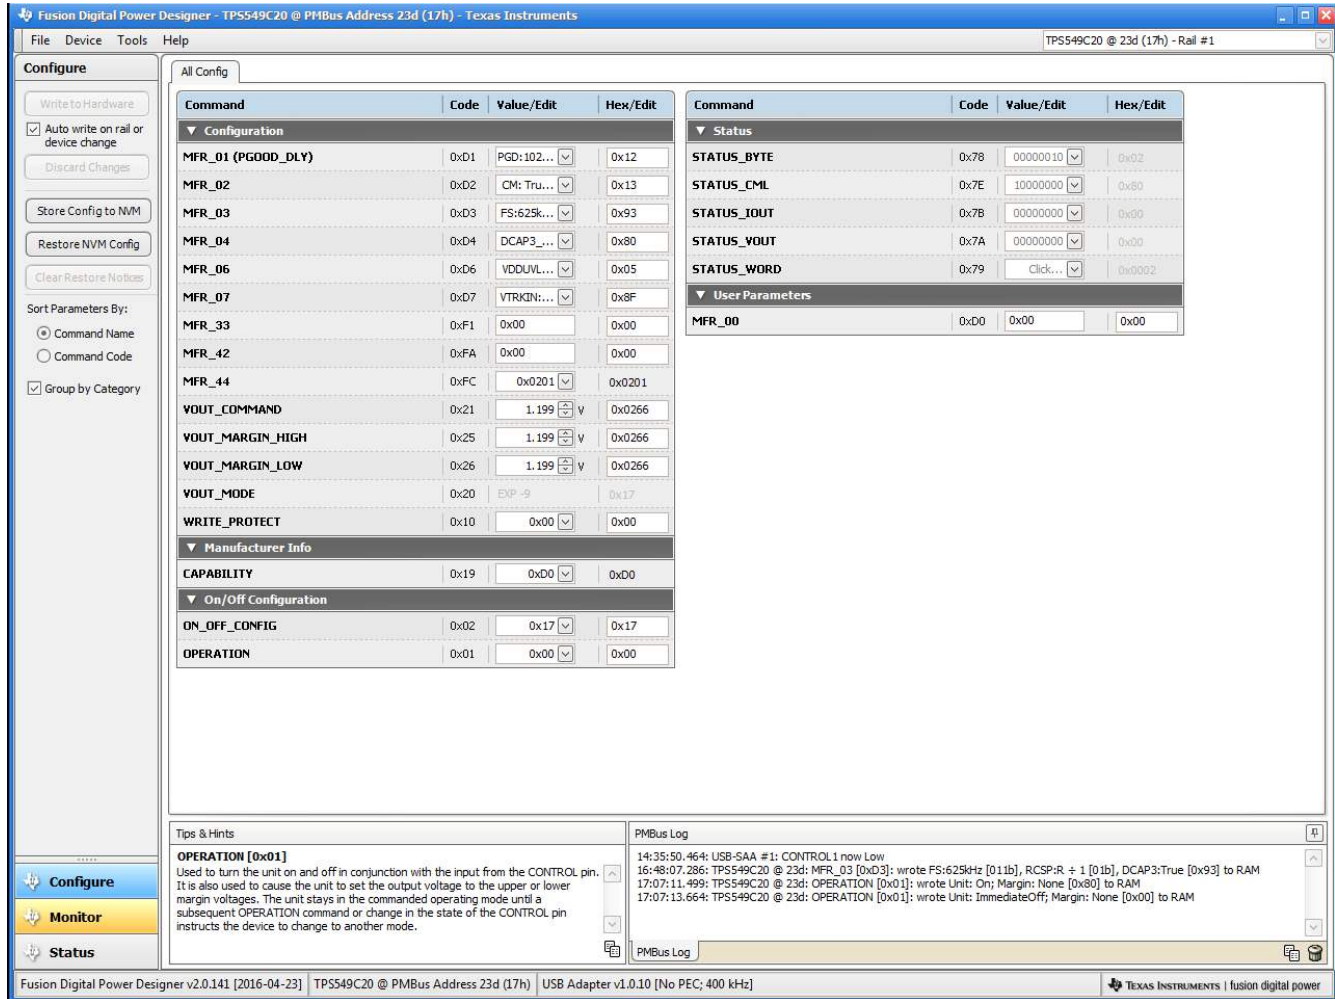 Fusion Digital Power Designer - TPS549C20 @ PMBus Address 23d (17h) - Texas Instruments
File Device Tools Help
TPS549C20 @ 23d (17h) - Rail #1
Configure
Write to Hardware
Auto write on rail or
device change
Discard Changes
Store Config to NVM
Restore NVM Config
Clear Restore Notices
Sort Parameters By:
Command Name
Command Code
Group by Category
All Config
Command Code Value/Edit Hex/Edit
Configuration
MFR_01 (PGOOD_DLY) 0xD1 PGD:102... 0x12
MFR_02 0xD2 CM: Tru... 0x13
MFR_03 0xD3 FS:625k... 0x93
MFR_04 0xD4 DCAP3_... 0x80
MFR_06 0xD6 VDDUVL... 0x05
MFR_07 0xD7 VTRKIN:... 0x8F
MFR_33 0xF1 0x00 0x00
MFR_42 0xFA 0x00 0x00
MFR_44 0xFC 0x0201 0x0201
VOUT_COMMAND 0x21 1.199 V 0x0266
VOUT_MARGIN_HIGH 0x25 1.199 V 0x0266
VOUT_MARGIN_LOW 0x26 1.199 V 0x0266
VOUT_MODE 0x20 EXP -9 0x17
WRITE_PROTECT 0x10 0x00 0x00
Manufacturer Info
CAPABILITY 0x19 0xD0 0xD0
On/Off Configuration
ON_OFF_CONFIG 0x02 0x17 0x17
OPERATION 0x01 0x00 0x00
Command Code Value/Edit Hex/Edit
Status
STATUS_BYTE 0x78 00000010 0x02
STATUS_CML 0x7E 10000000 0x80
STATUS_IOUT 0x7B 00000000 0x00
STATUS_VOUT 0x7A 00000000 0x00
STATUS_WORD 0x79 Click... 0x0002
User Parameters
MFR_00 0xD0 0x00 0x00
Tips & Hints
OPERATION [0x01]
Used to turn the unit on and off in conjunction with the input from the CONTROL pin.
It is also used to cause the unit to set the output voltage to the upper or lower
margin voltages. The unit stays in the commanded operating mode until a
subsequent OPERATION command or change in the state of the CONTROL pin
instructs the device to change to another mode.
PMBus Log
14:35:50.464: USB-SAA #1: CONTROL1 now Low
16:48:07.286: TPS549C20 @ 23d: MFR_03 [0xD3]: wrote FS:625kHz [011b], RCSP:R ÷ 1 [01b], DCAP3:True [0x93] to RAM
17:07:11.499: TPS549C20 @ 23d: OPERATION [0x01]: wrote Unit: On; Margin: None [0x80] to RAM
17:07:13.664: TPS549C20 @ 23d: OPERATION [0x01]: wrote Unit: ImmediateOff; Margin: None [0x00] to RAM
PMBus Log
Configure
Monitor
Status
Fusion Digital Power Designer v2.0.141 [2016-04-23] TPS549C20 @ PMBus Address 23d (17h) USB Adapter v1.0.10 [No PEC; 400 kHz]
TEXAS INSTRUMENTS | fusion digital power